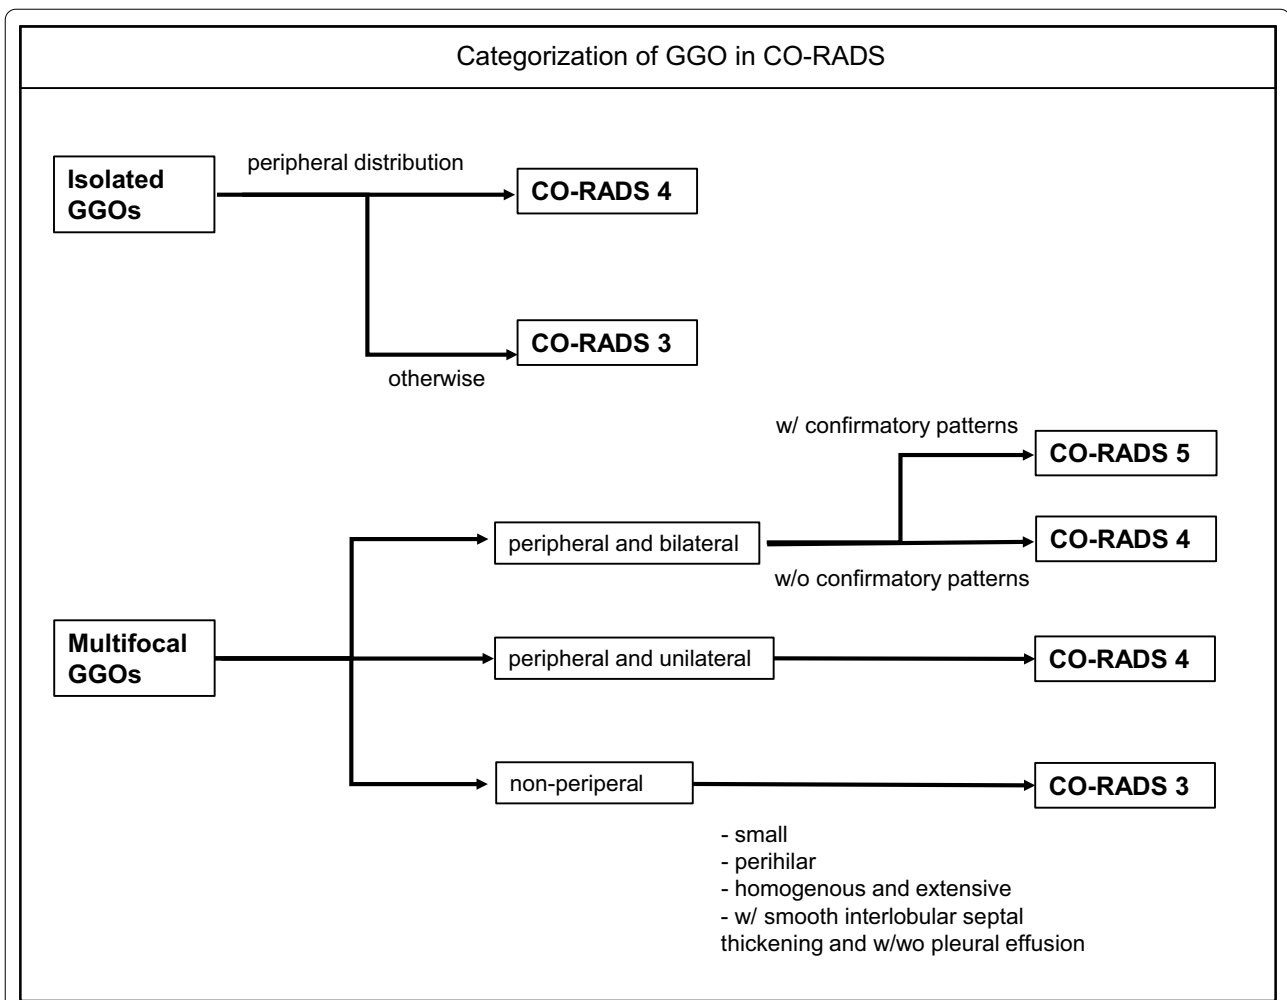 Categorization of GGO in CO-RADS
Isolated
GGOs
peripheral distribution
CO-RADS 4
CO-RADS 3
otherwise
w/ confirmatory patterns
CO-RADS 5
peripheral and bilateral
CO-RADS 4
w/o confirmatory patterns
Multifocal
GGOs
peripheral and unilateral
CO-RADS 4
non-periperal
CO-RADS 3
- small
- perihilar
- homogenous and extensive
- w/ smooth interlobular septal
thickening and w/wo pleural effusion